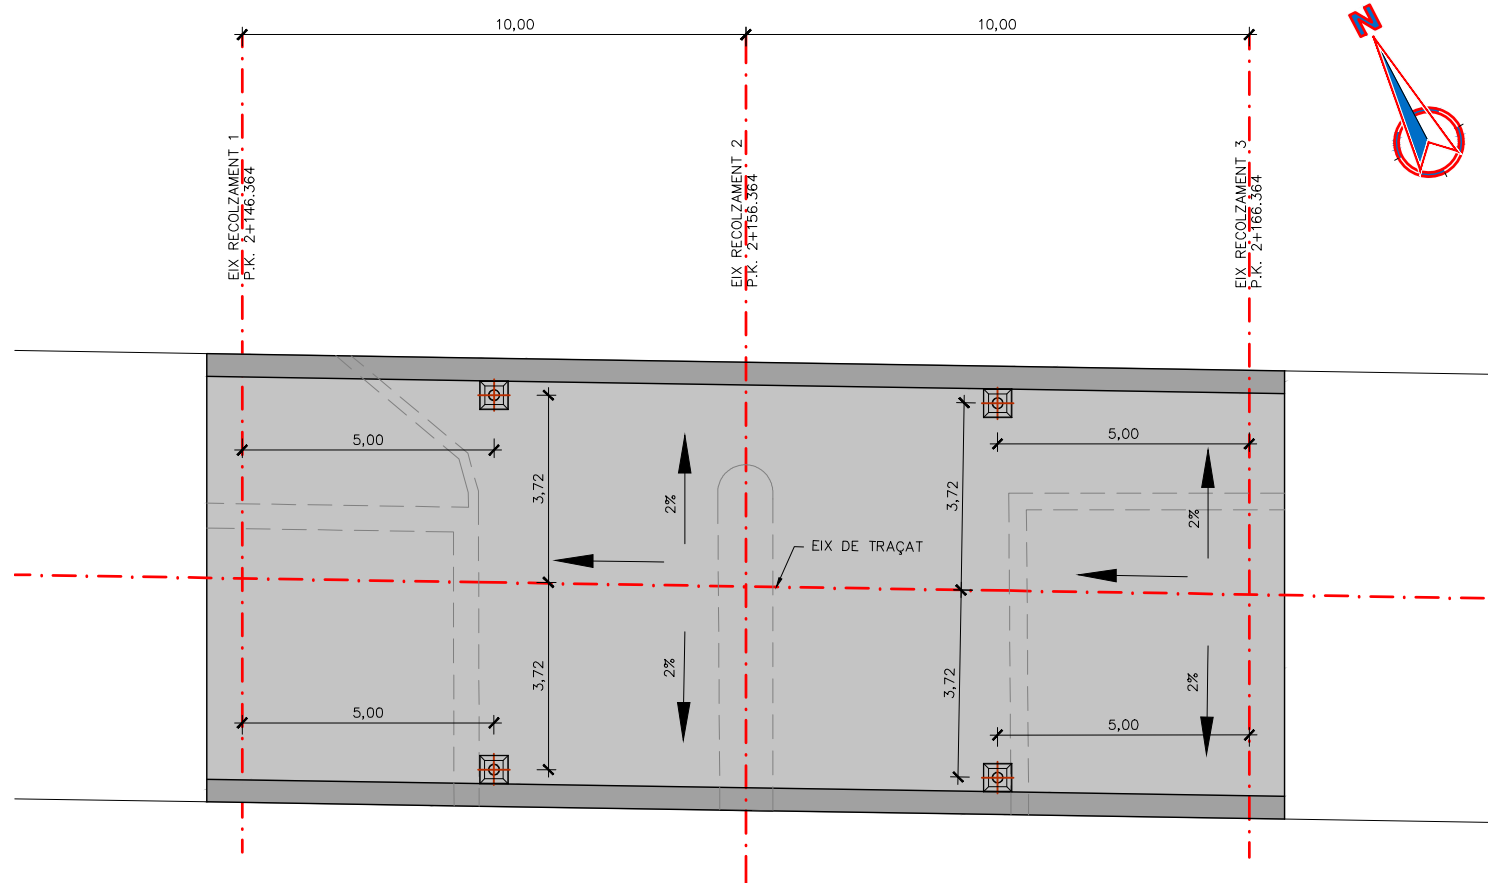 10,00
10,00
N
EIX RECOLZAMENT 1
P.K. 2+146.364
EIX RECOLZAMENT 2
P.K. 2+156.364
EIX RECOLZAMENT 3
P.K. 2+166.364
5,00
5,00
3,72
3,72
2%
2%
EIX DE TRAÇAT
3,72
3,72
2%
2%
5,00
5,00